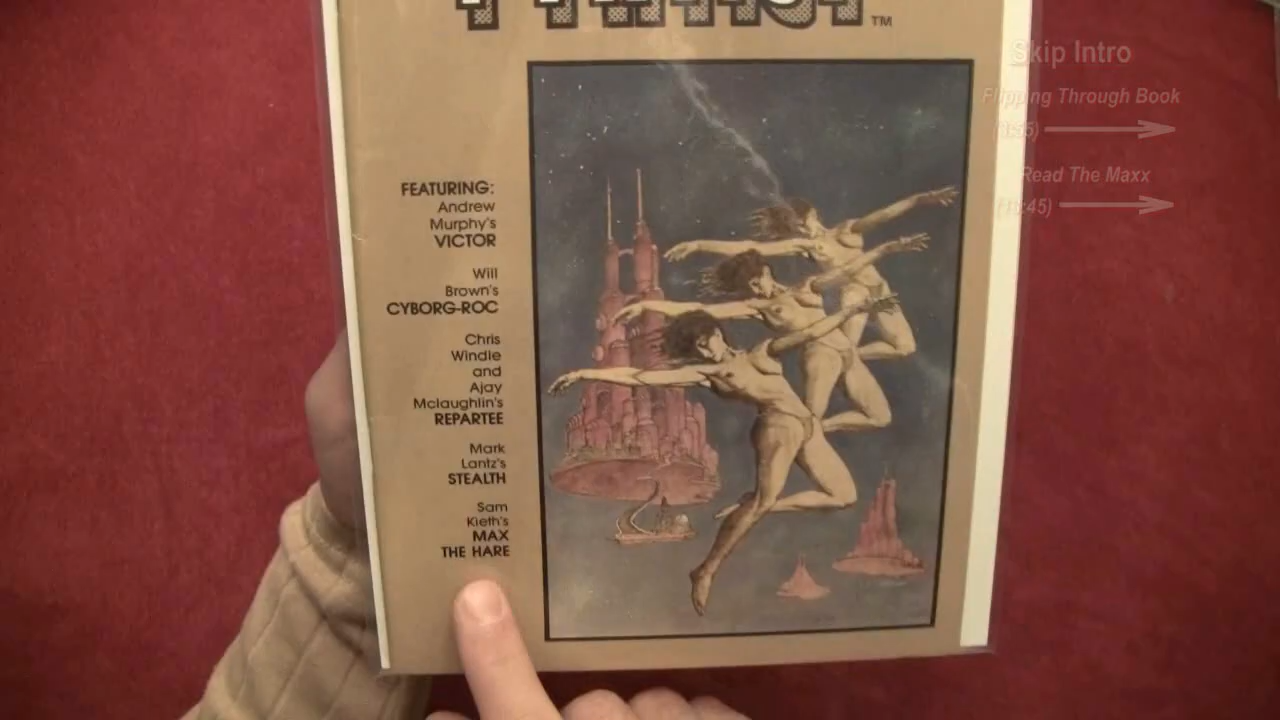 TM
Skip Intro
Flipping Through Book
Read The Maxx
FEATURING:
Andrew
Murphy's
VICTOR
Will
Brown's
CYBORG-ROC
Chris
Windle
and
Ajay
Mclaughlin's
REPARTEE
Mark
Lantz's
STEALTH
Sam
Kieth's
MAX
THE HARE